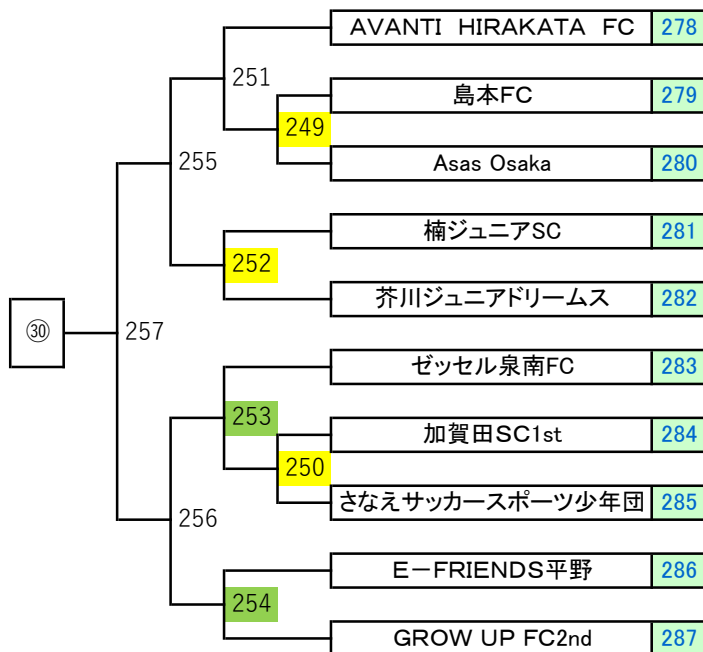 AVANTI HIRAKATA FC 278
251
島本FC 279
249
255
Asas Osaka 280
楠ジュニアSC 281
252
芥川ジュニアドリームス 282
㉚
257
ゼッセル泉南FC 283
253
加賀田SC1st 284
250
さなえサッカースポーツ少年団 285
256
E－FRIENDS平野 286
254
GROW UP FC2nd 287